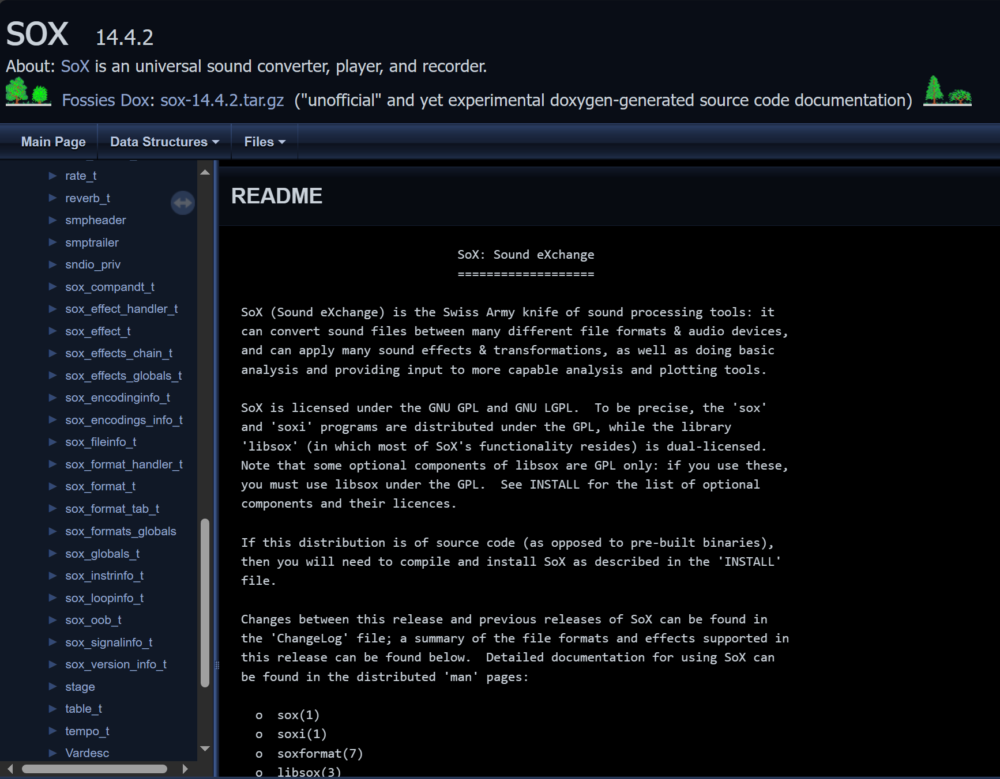 SOX 14.4.2
About: SoX is an universal sound converter, player, and recorder.
Fossies Dox: sox-14.4.2.tar.gz ("unofficial" and yet experimental doxygen-generated source code documentation)
Main Page Data Structures Files
rate_t
reverb_t
smpheader
smptrailer
sndio_priv
sox_compandt_t
sox_effect_handler_t
sox_effect_t
sox_effects_chain_t
sox_effects_globals_t
sox_encodinginfo_t
sox_encodings_info_t
sox_fileinfo_t
sox_format_handler_t
sox_format_t
sox_format_tab_t
sox_formats_globals
sox_globals_t
sox_instrinfo_t
sox_loopinfo_t
sox_oob_t
sox_signalinfo_t
sox_version_info_t
stage
table_t
tempo_t
Vardesc
README
SoX: Sound eXchange
===================
SoX (Sound eXchange) is the Swiss Army knife of sound processing tools: it
can convert sound files between many different file formats & audio devices,
and can apply many sound effects & transformations, as well as doing basic
analysis and providing input to more capable analysis and plotting tools.
SoX is licensed under the GNU GPL and GNU LGPL.  To be precise, the 'sox'
and 'soxi' programs are distributed under the GPL, while the library
'libsox' (in which most of SoX's functionality resides) is dual-licensed.
Note that some optional components of libsox are GPL only: if you use these,
you must use libsox under the GPL.  See INSTALL for the list of optional
components and their licences.
If this distribution is of source code (as opposed to pre-built binaries),
then you will need to compile and install SoX as described in the 'INSTALL'
file.
Changes between this release and previous releases of SoX can be found in
the 'ChangeLog' file; a summary of the file formats and effects supported in
this release can be found below.  Detailed documentation for using SoX can
be found in the distributed 'man' pages:
o  sox(1)
o  soxi(1)
o  soxformat(7)
o  libsox(3)